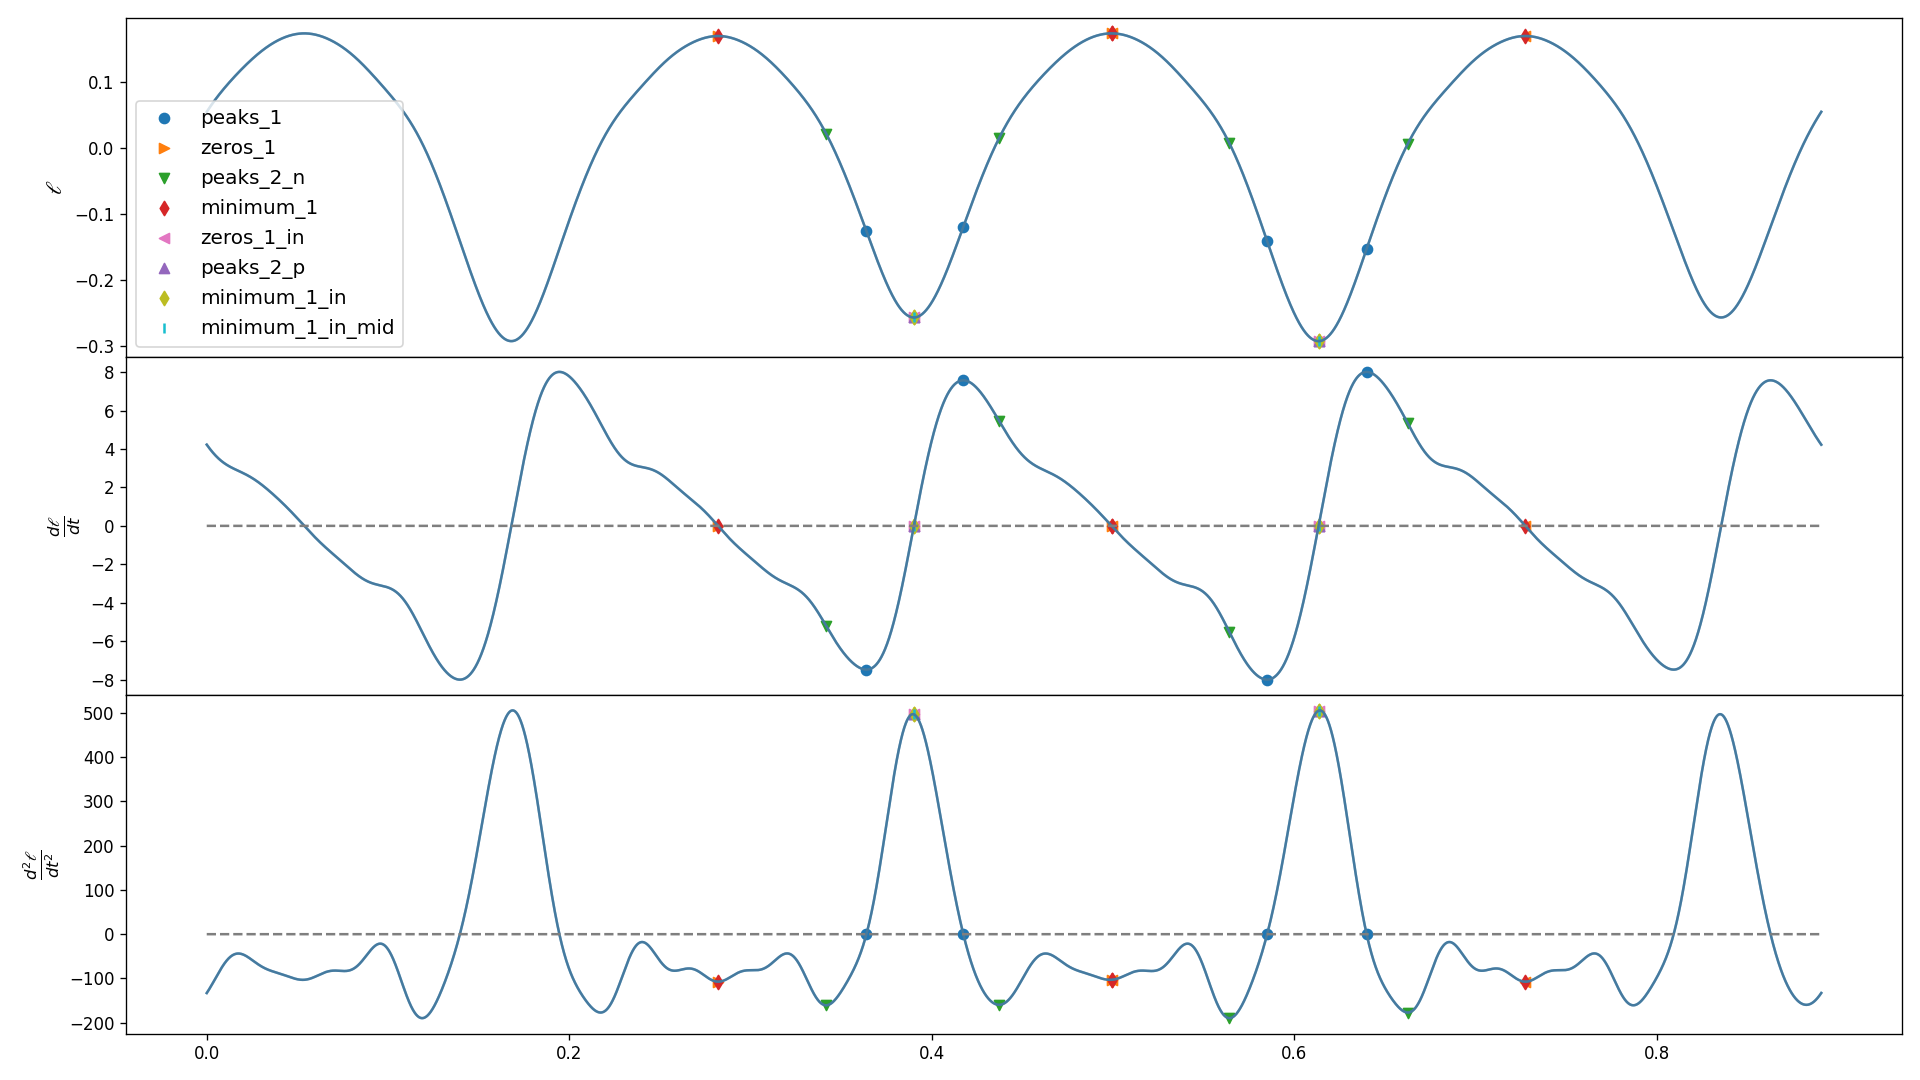 ℓ
0.1
0.0
−0.1
−0.2
−0.3
peaks_1
zeros_1
peaks_2_n
minimum_1
zeros_1_in
peaks_2_p
minimum_1_in
minimum_1_in_mid
dℓ/dt
8
6
4
2
0
−2
−4
−6
−8
d²ℓ/dt²
500
400
300
200
100
0
−100
−200
0.0 0.2 0.4 0.6 0.8